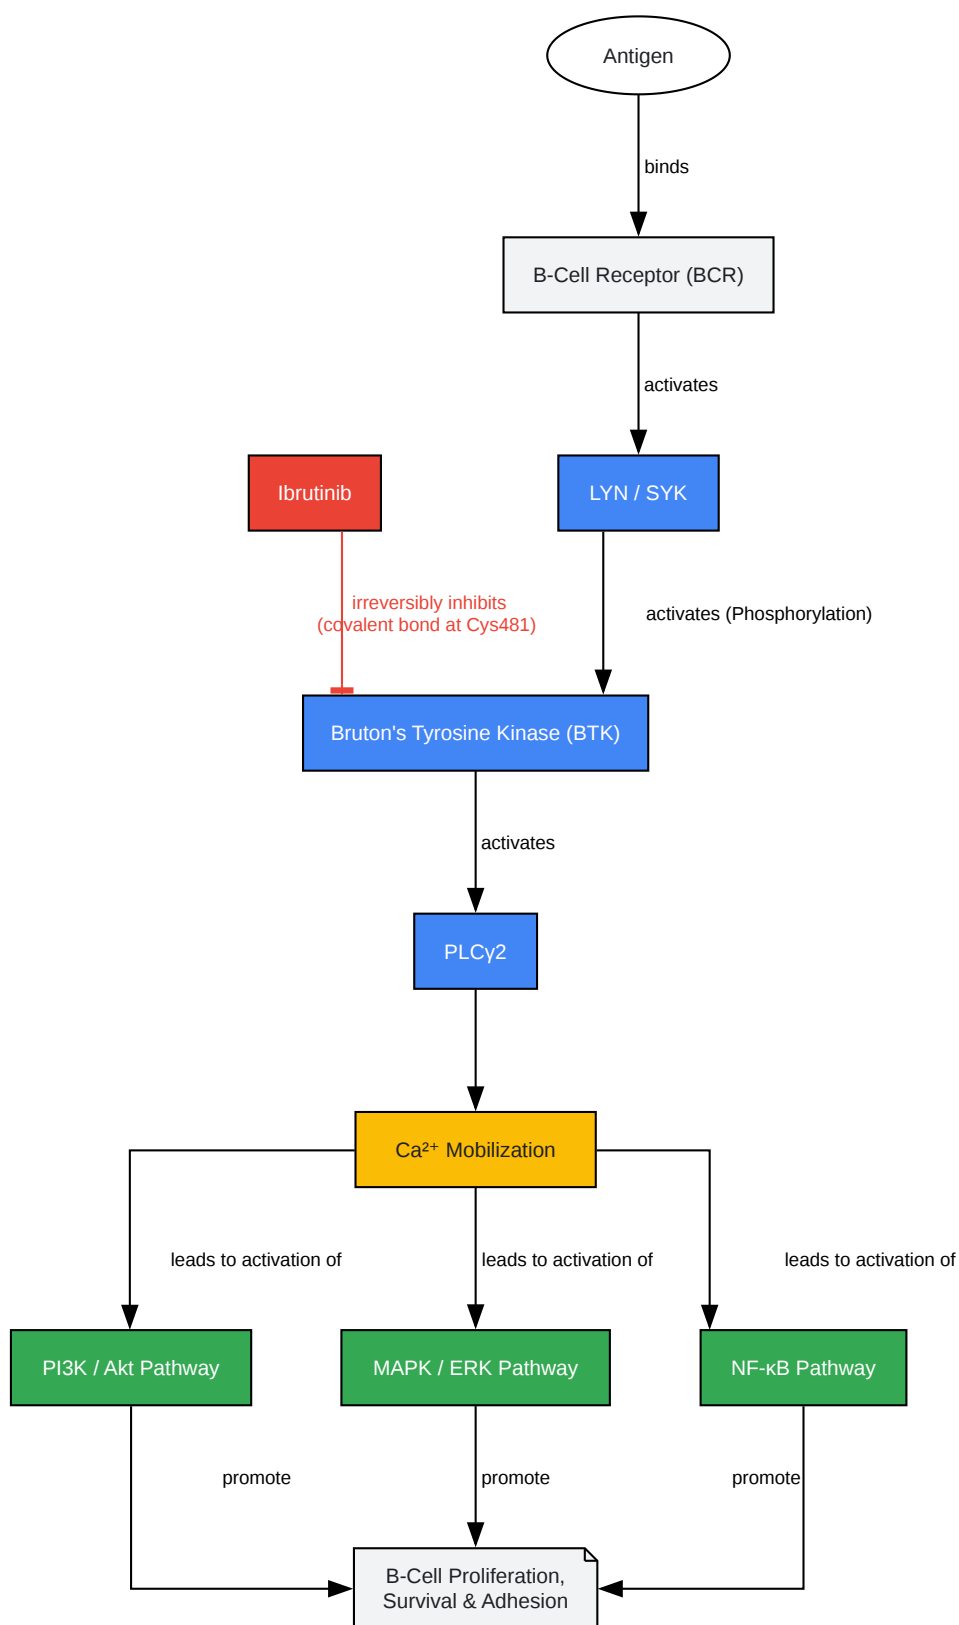 Antigen
binds
B-Cell Receptor (BCR)
activates
Ibrutinib
LYN / SYK
irreversibly inhibits
(covalent bond at Cys481)
activates (Phosphorylation)
Bruton's Tyrosine Kinase (BTK)
activates
PLCγ2
Ca²⁺ Mobilization
leads to activation of
leads to activation of
leads to activation of
PI3K / Akt Pathway
MAPK / ERK Pathway
NF-κB Pathway
promote
promote
promote
B-Cell Proliferation,
Survival & Adhesion